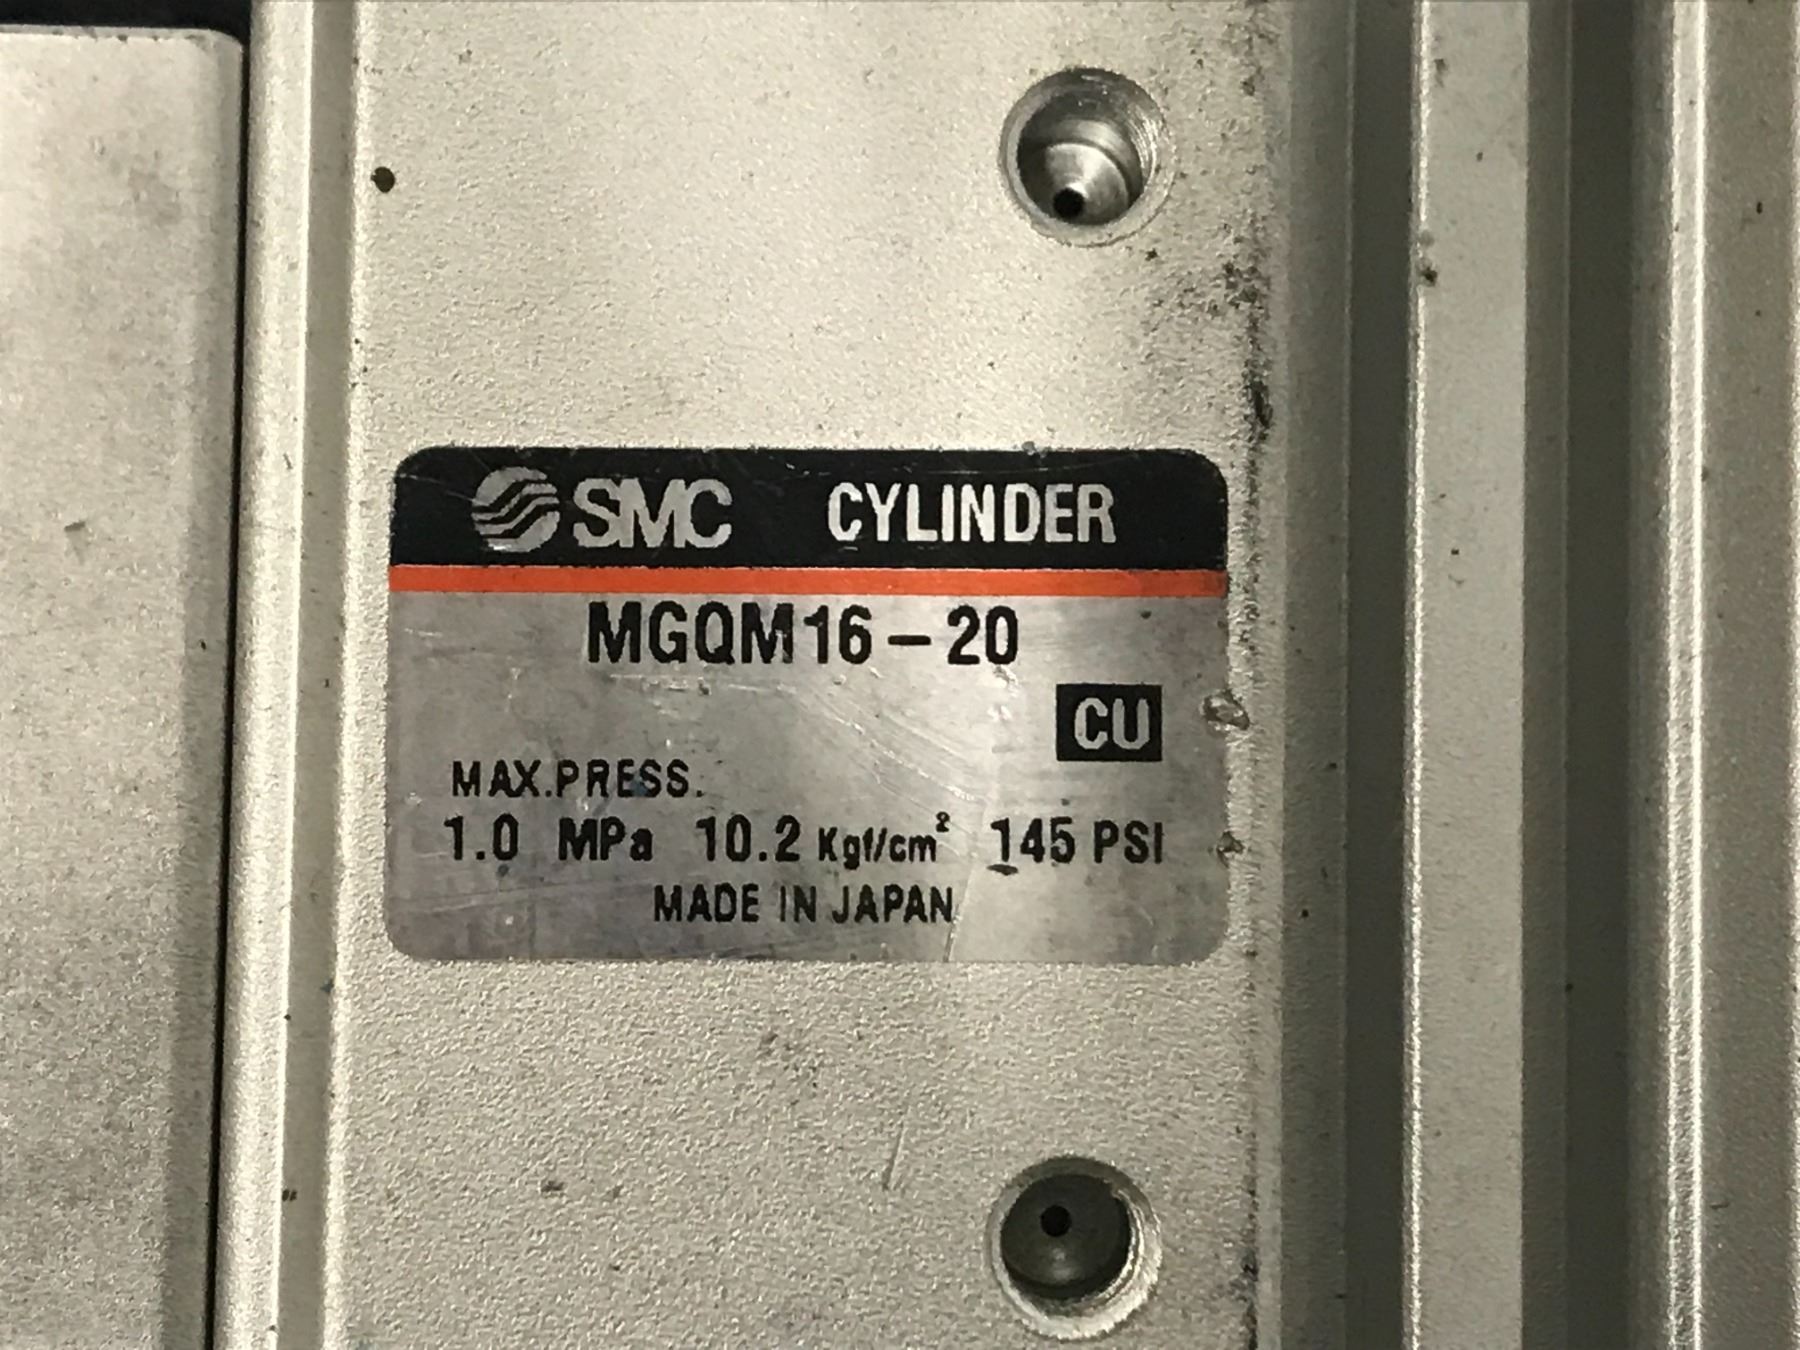 SMC CYLINDER
MGQM16-20
CU
MAX.PRESS.
1.0 MPa 10.2 Kgf/cm² 145 PSI
MADE IN JAPAN